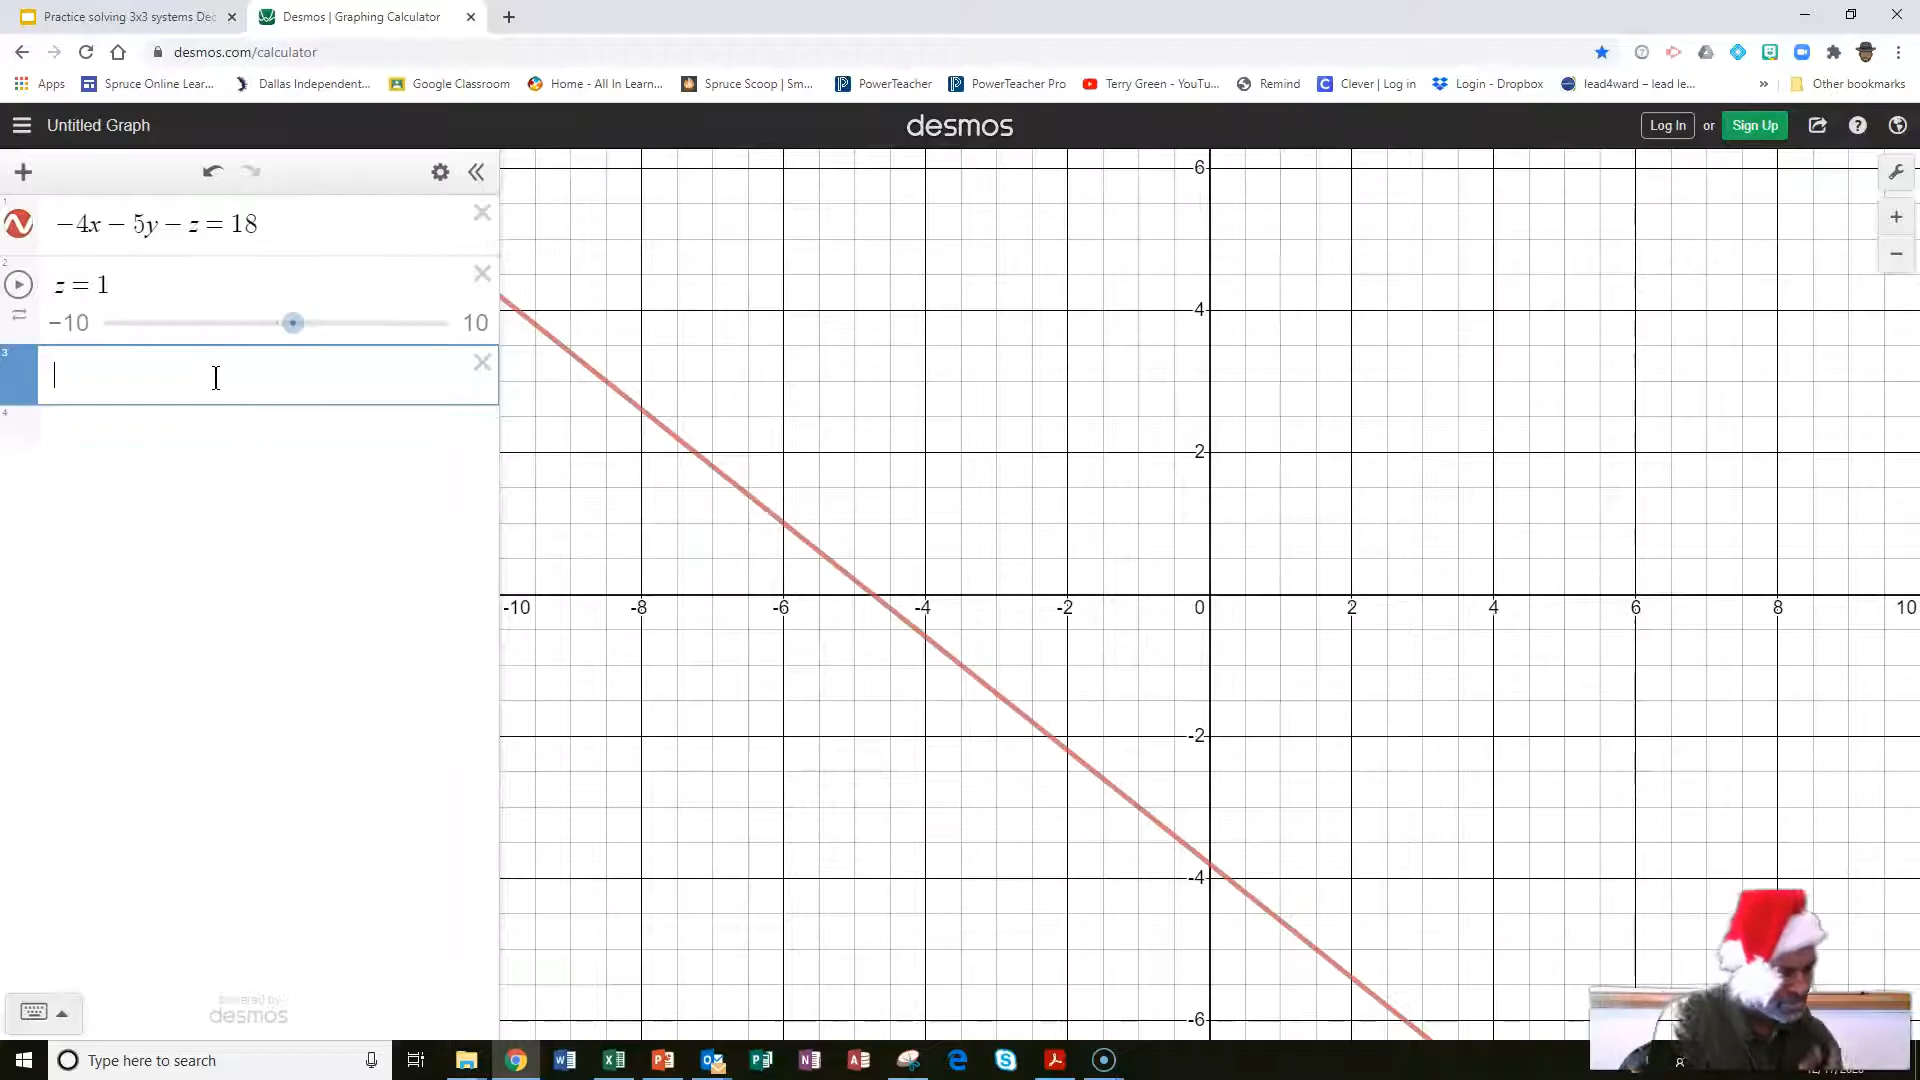 Practice solving 3x3 systems Dec
Desmos | Graphing Calculator
desmos.com/calculator
Apps
Spruce Online Lear...
Dallas Independent...
Google Classroom
Home - All In Learn...
Spruce Scoop | Sm...
PowerTeacher
PowerTeacher Pro
Terry Green - YouTu...
Remind
Clever | Log in
Login - Dropbox
lead4ward – lead le...
Other bookmarks
Untitled Graph
desmos
Log In
or
Sign Up
1
−4x − 5y − z = 18
2
z = 1
−10
10
3
4
6
4
2
-10
-8
-6
-4
-2
0
2
4
6
8
10
-2
-4
-6
powered by
desmos
Type here to search